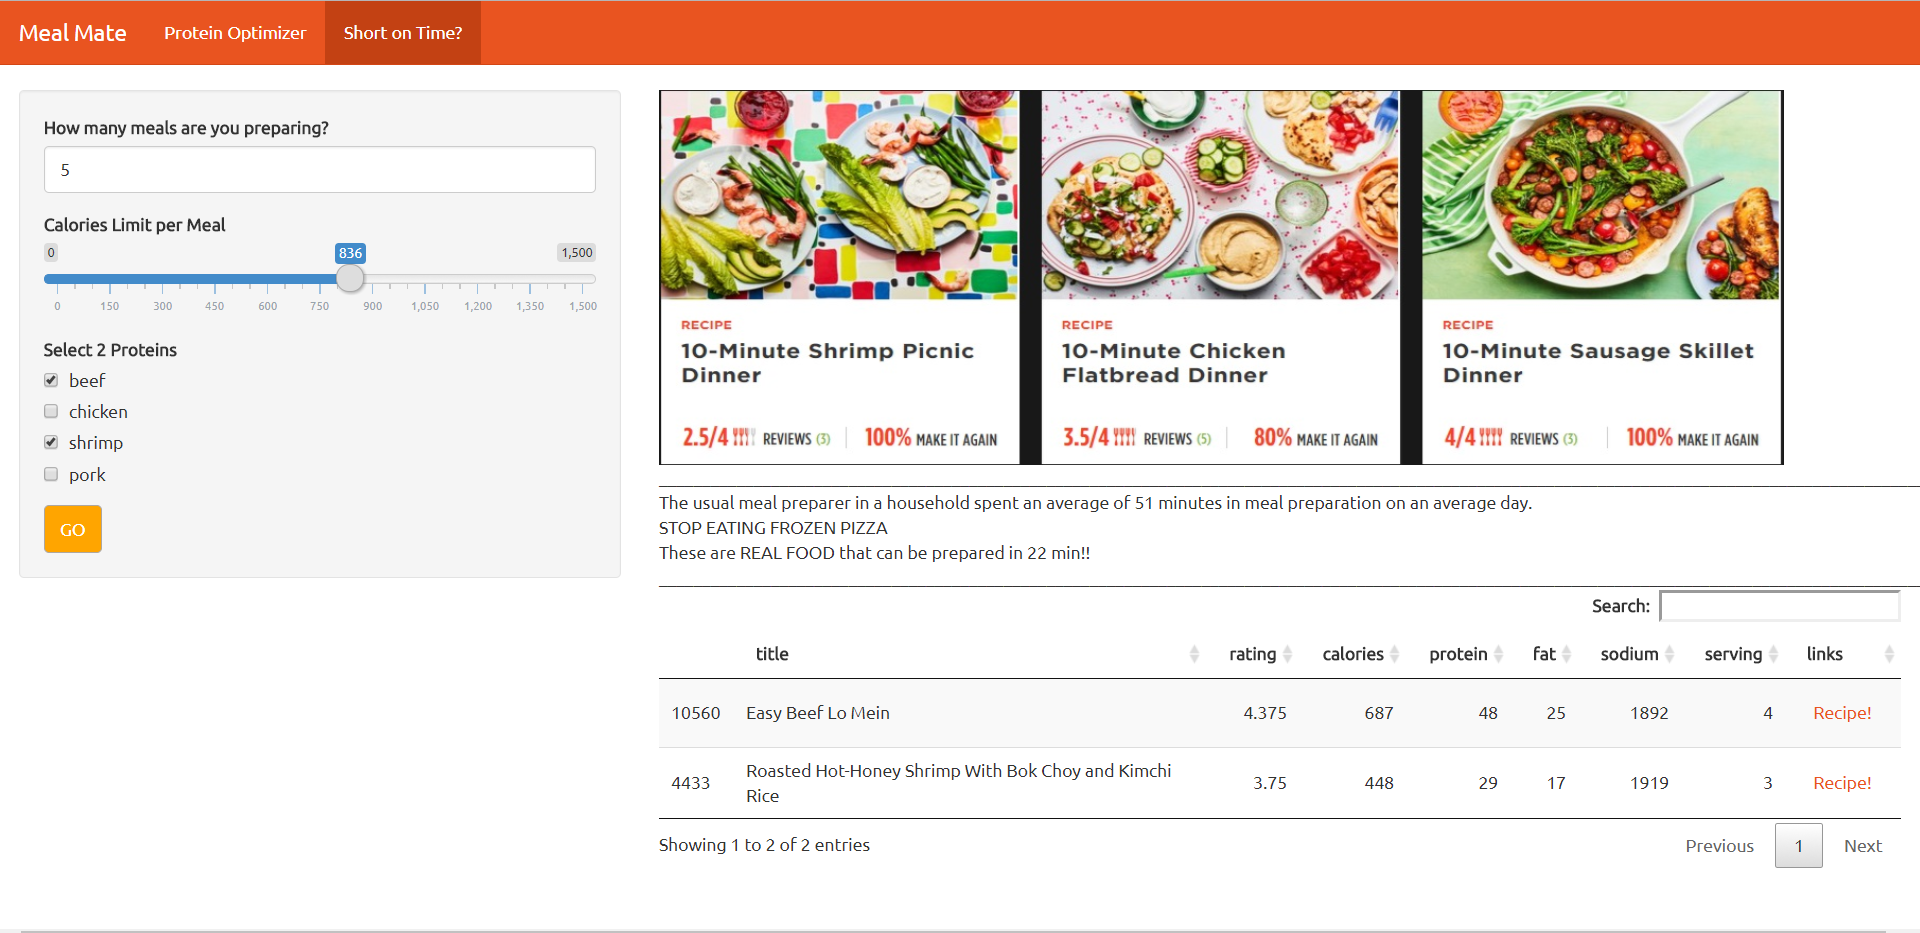 Meal Mate Protein Optimizer Short on Time?
How many meals are you preparing?
5
Calories Limit per Meal
0 836 1,500
0 150 300 450 600 750 900 1,050 1,200 1,350 1,500
Select 2 Proteins
beef
chicken
shrimp
pork
GO
RECIPE
10-Minute Shrimp Picnic
Dinner
2.5/4 REVIEWS (3) 100% MAKE IT AGAIN
RECIPE
10-Minute Chicken
Flatbread Dinner
3.5/4 REVIEWS (5) 80% MAKE IT AGAIN
RECIPE
10-Minute Sausage Skillet
Dinner
4/4 REVIEWS (3) 100% MAKE IT AGAIN
The usual meal preparer in a household spent an average of 51 minutes in meal preparation on an average day.
STOP EATING FROZEN PIZZA
These are REAL FOOD that can be prepared in 22 min!!
Search:
title rating calories protein fat sodium serving links
10560 Easy Beef Lo Mein 4.375 687 48 25 1892 4 Recipe!
4433 Roasted Hot-Honey Shrimp With Bok Choy and Kimchi
Rice 3.75 448 29 17 1919 3 Recipe!
Showing 1 to 2 of 2 entries
Previous 1 Next